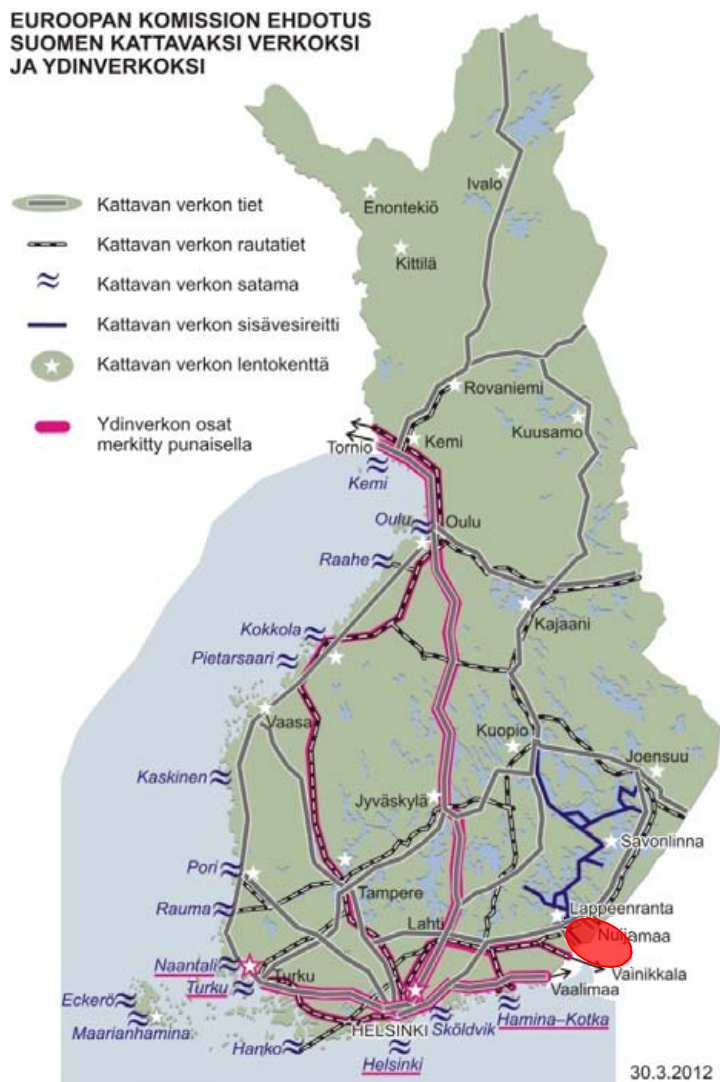 EUROOPAN KOMISSION EHDOTUS
SUOMEN KATTAVAKSI VERKOKSI
JA YDINVERKOKSI
Kattavan verkon tiet
Kattavan verkon rautatiet
Kattavan verkon satama
Kattavan verkon sisävesireitti
Kattavan verkon lentokenttä
Ydinverkon osat
merkitty punaisella
Ivalo
Enontekiö
Kittilä
Rovaniemi
Kuusamo
Kemi
Tornio
Kemi
Oulu
Oulu
Raahe
Kajaani
Kokkola
Pietarsaari
Vaasa
Kuopio
Joensuu
Kaskinen
Jyväskylä
Savonlinna
Pori
Tampere
Rauma
Lappeenranta
Lahti
Nuijamaa
Naantali
Turku
Vainikkala
Turku
Vaalimaa
Eckerö
Hamina–Kotka
Sköldvik
Maarianhamina
HELSINKI
Hanko
Helsinki
30.3.2012